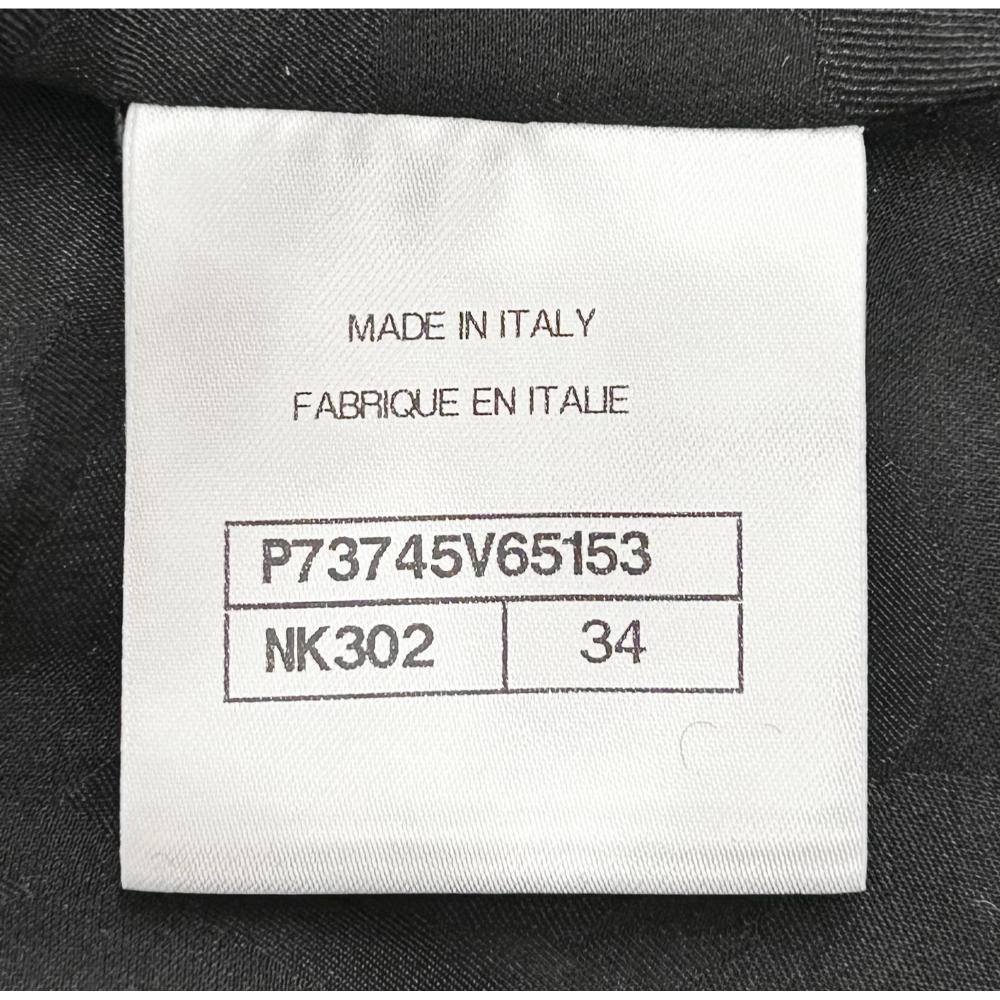 MADE IN ITALY
FABRIQUE EN ITALIE
P73745V65153
NK302 34